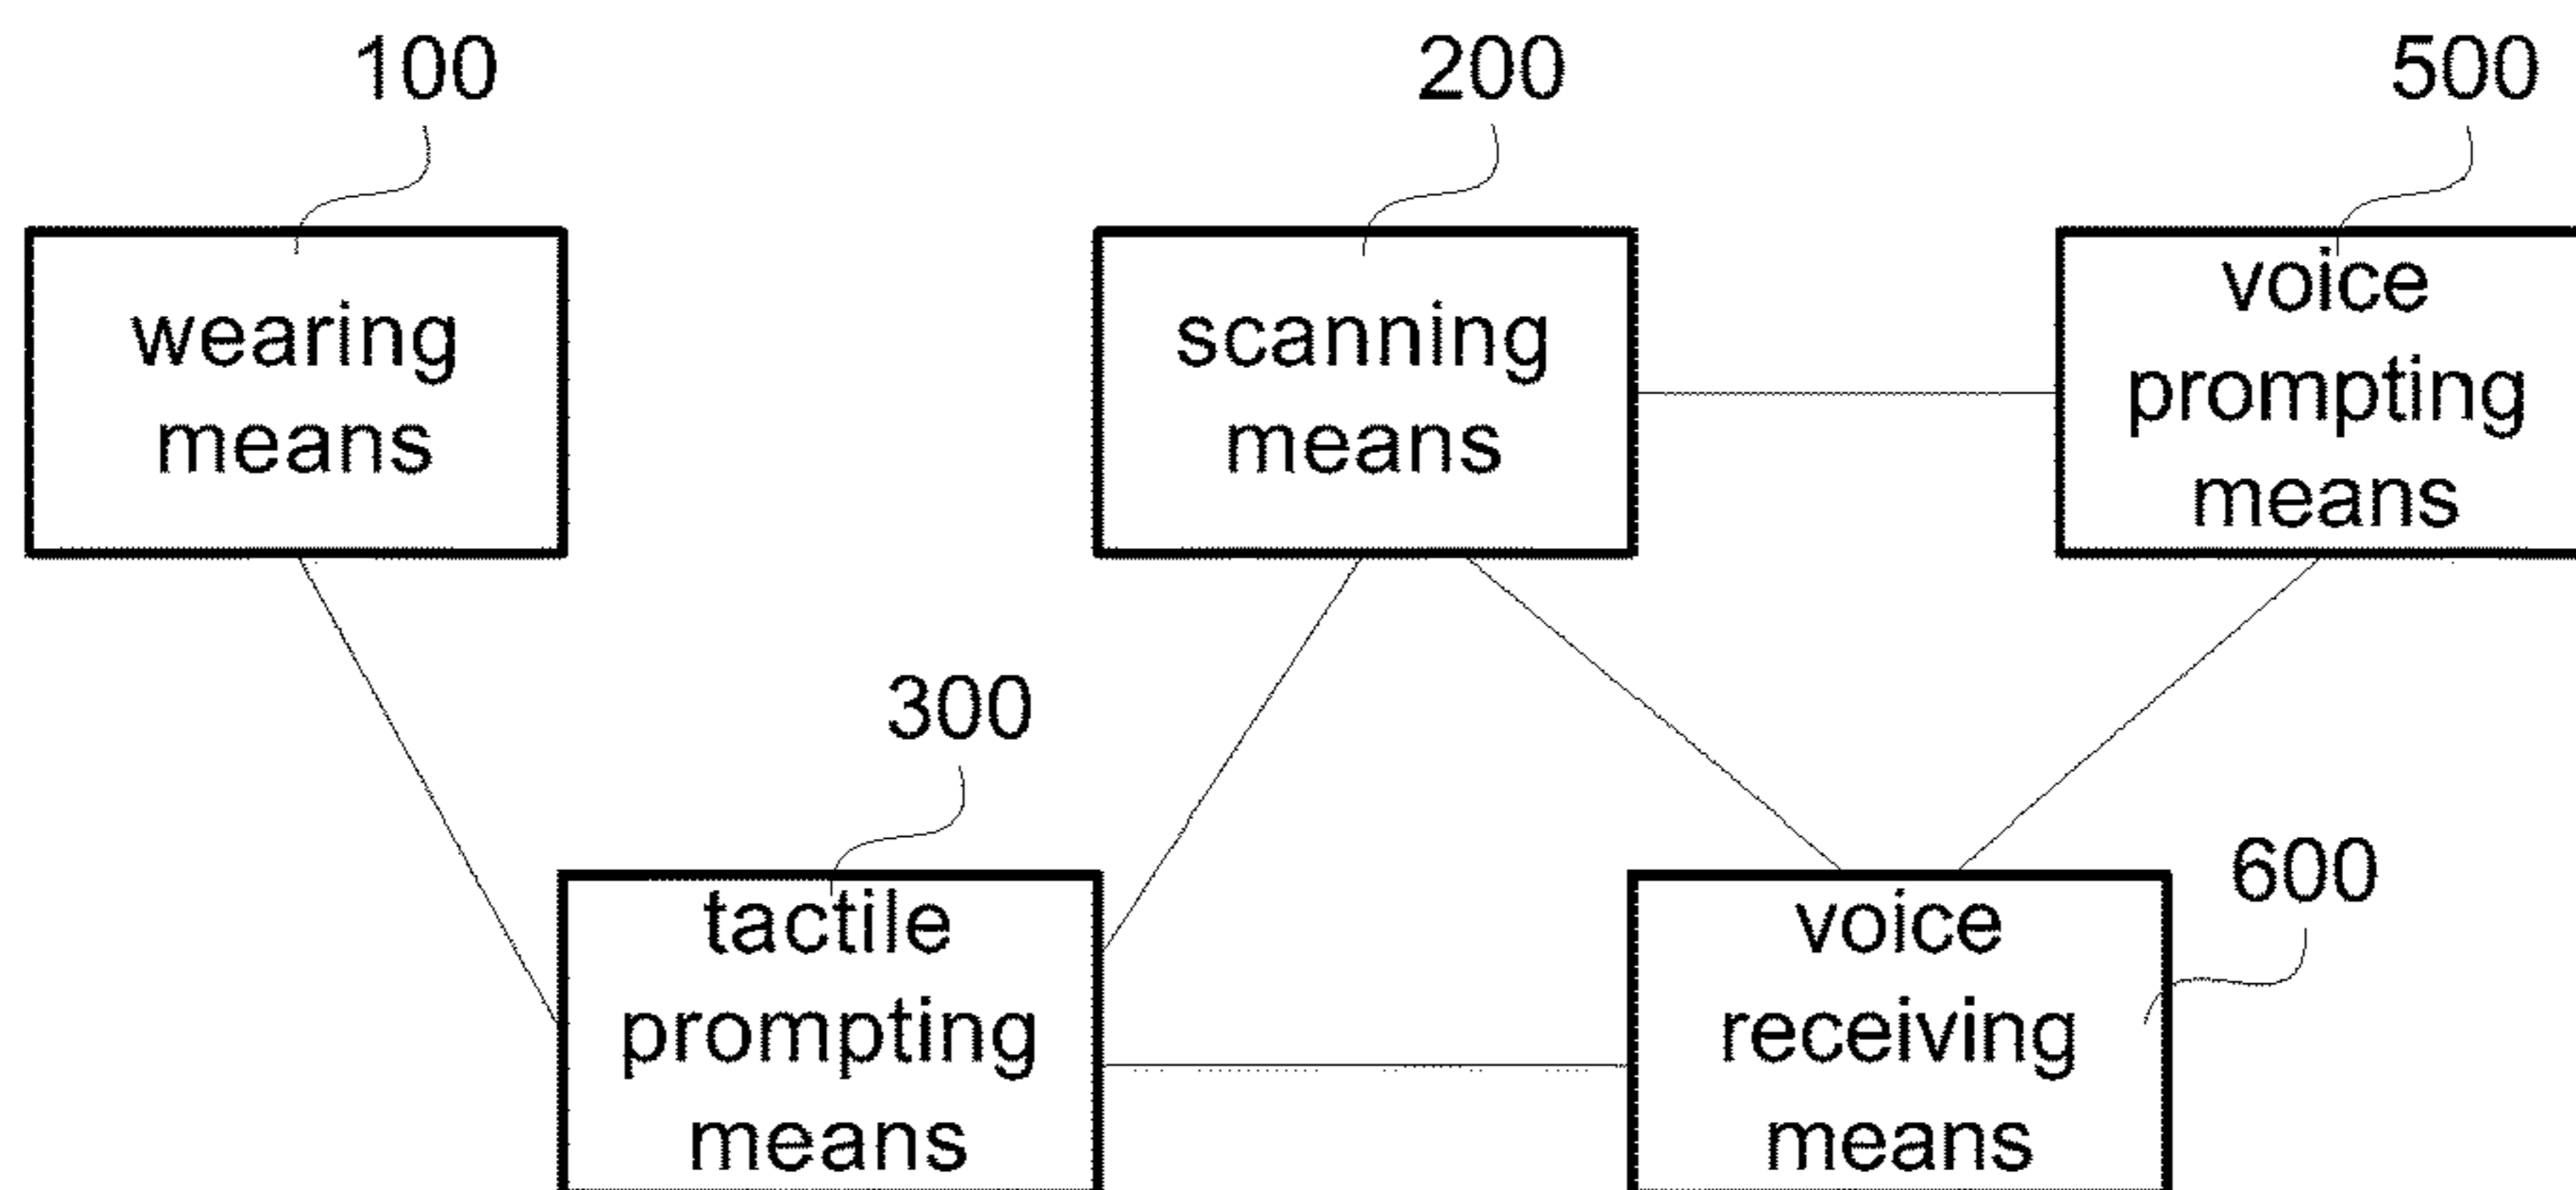 100
200
500
wearing
means
scanning
means
voice
prompting
means
300
600
tactile
prompting
means
voice
receiving
means